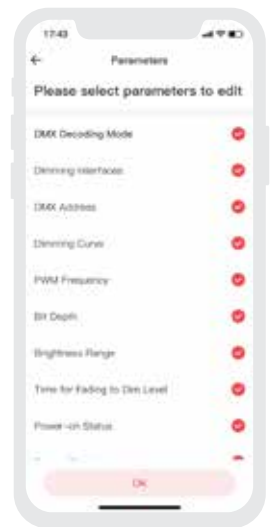 17:43
Parameters
Please select parameters to edit
DMX Decoding Mode
Dimming Interfaces
DMX Address
Dimming Curve
PWM Frequency
Bit Depth
Brightness Range
Time for Fading to Dim Level
Power-on Status
OK